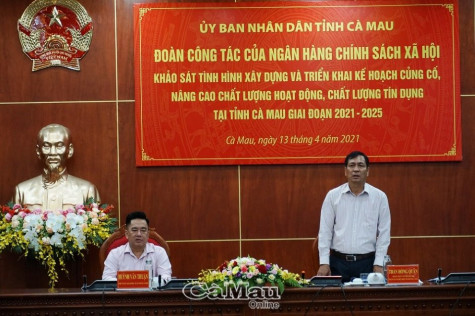 ỦY BAN NHÂN DÂN TỈNH CÀ MAU
ĐOÀN CÔNG TÁC CỦA NGÂN HÀNG CHÍNH SÁCH XÃ HỘI
KHẢO SÁT TÌNH HÌNH XÂY DỰNG VÀ TRIỂN KHAI KẾ HOẠCH CỦNG CỐ,
NÂNG CAO CHẤT LƯỢNG HOẠT ĐỘNG, CHẤT LƯỢNG TÍN DỤNG
TẠI TỈNH CÀ MAU GIAI ĐOẠN 2021 - 2025
Cà Mau, ngày 13 tháng 4 năm 2021
CaMau
Online